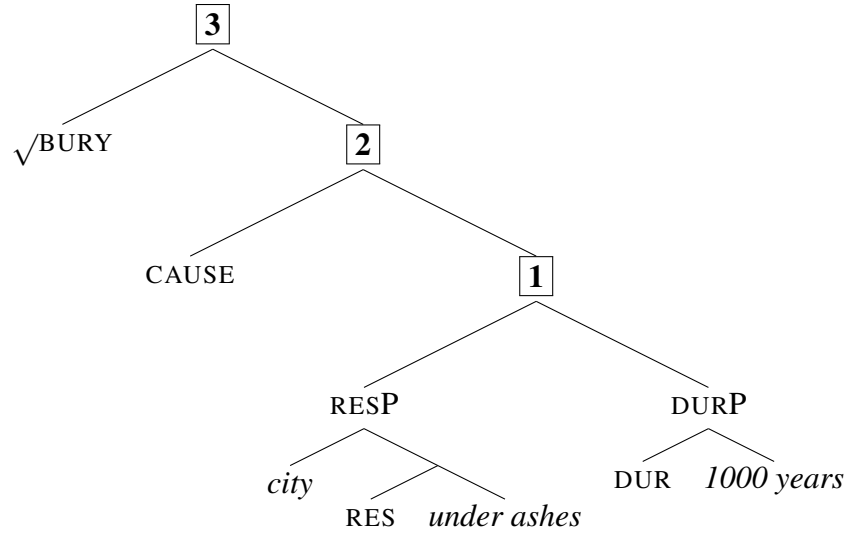 3
√BURY
2
CAUSE
1
RESP
DURP
city
DUR
1000 years
RES
under ashes